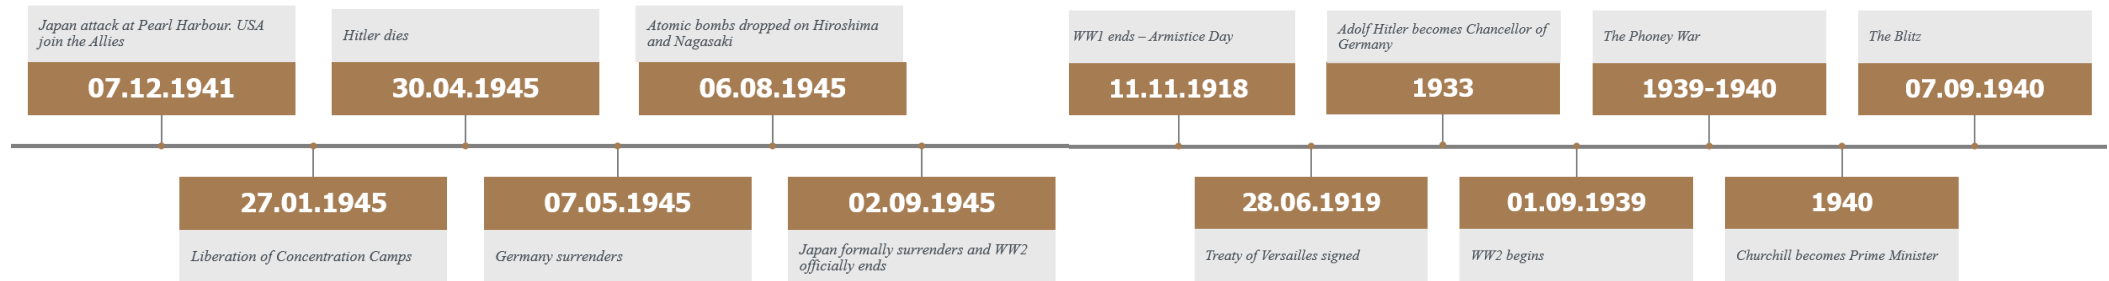 Japan attack at Pearl Harbour. USA
join the Allies
07.12.1941
27.01.1945
Liberation of Concentration Camps
Hitler dies
30.04.1945
07.05.1945
Germany surrenders
Atomic bombs dropped on Hiroshima
and Nagasaki
06.08.1945
02.09.1945
Japan formally surrenders and WW2
officially ends
WW1 ends – Armistice Day
11.11.1918
28.06.1919
Treaty of Versailles signed
Adolf Hitler becomes Chancellor of
Germany
1933
01.09.1939
WW2 begins
The Phoney War
1939-1940
1940
Churchill becomes Prime Minister
The Blitz
07.09.1940